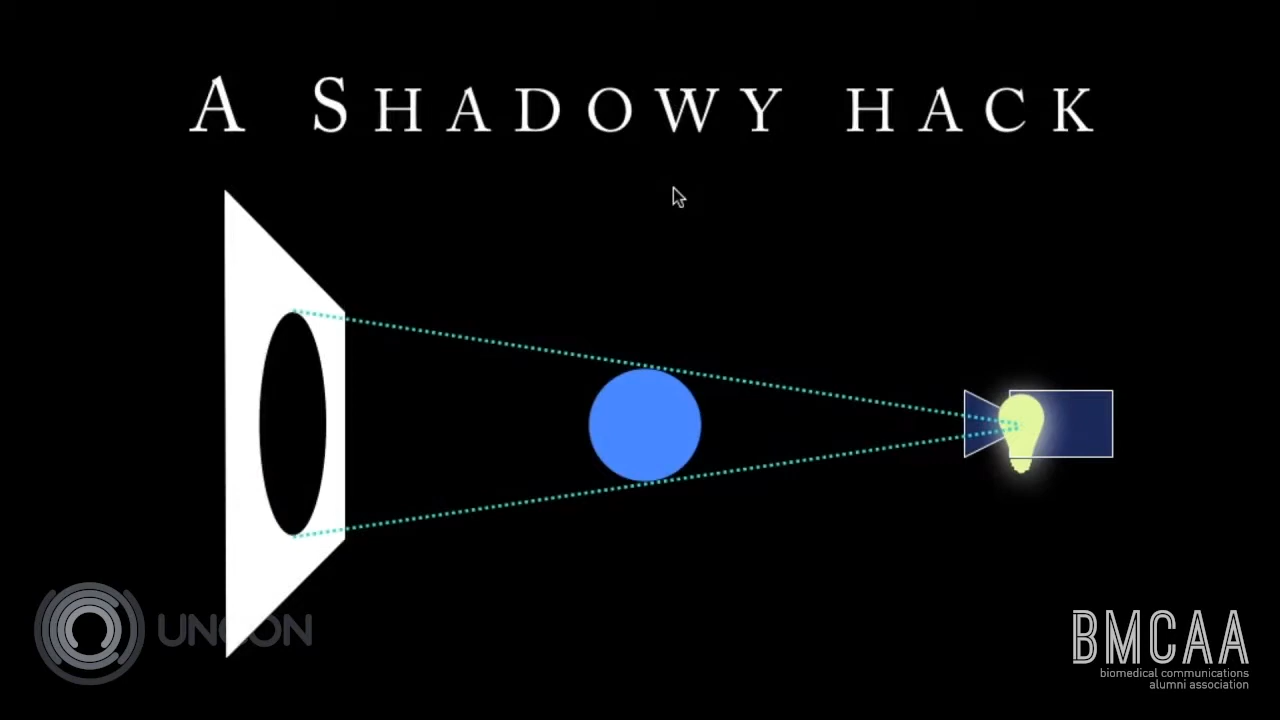 A SHADOWY HACK
UNCON
BMCAA
biomedical communications
alumni association